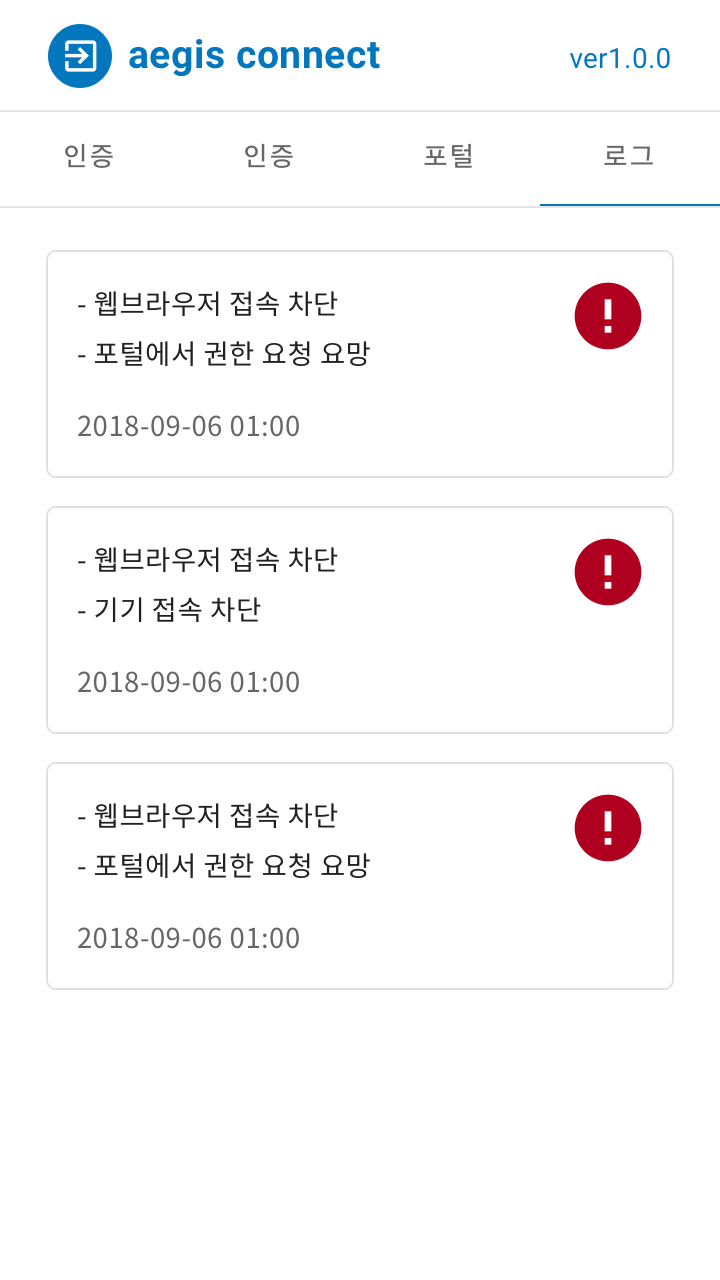 aegis connect
ver1.0.0
인증 인증 포털 로그
- 웹브라우저 접속 차단
- 포털에서 권한 요청 요망
2018-09-06 01:00
- 웹브라우저 접속 차단
- 기기 접속 차단
2018-09-06 01:00
- 웹브라우저 접속 차단
- 포털에서 권한 요청 요망
2018-09-06 01:00